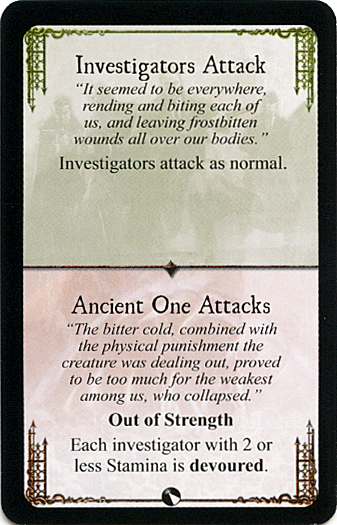 Investigators Attack
“It seemed to be everywhere,
rending and biting each of
us, and leaving frostbitten
wounds all over our bodies.”
Investigators attack as normal.
Ancient One Attacks
“The bitter cold, combined with
the physical punishment the
creature was dealing out, proved
to be too much for the weakest
among us, who collapsed.”
Out of Strength
Each investigator with 2 or
less Stamina is devoured.